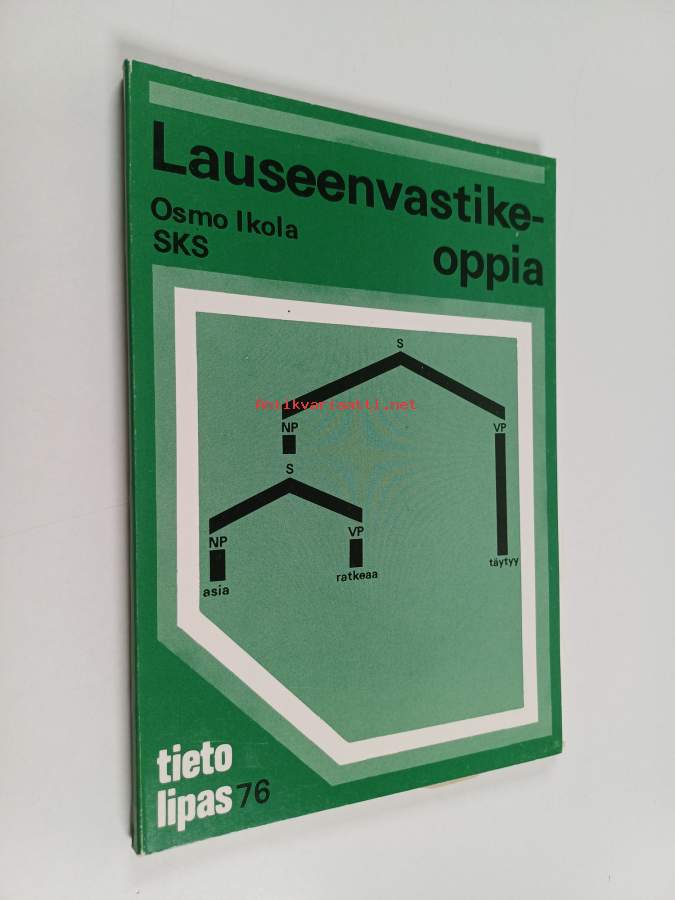 Lauseenvastike-
oppia
Osmo Ikola
SKS
S
Antikvariaatti.net
NP
VP
S
NP
VP
asia
ratkeaa
täytyy
tieto
lipas 76